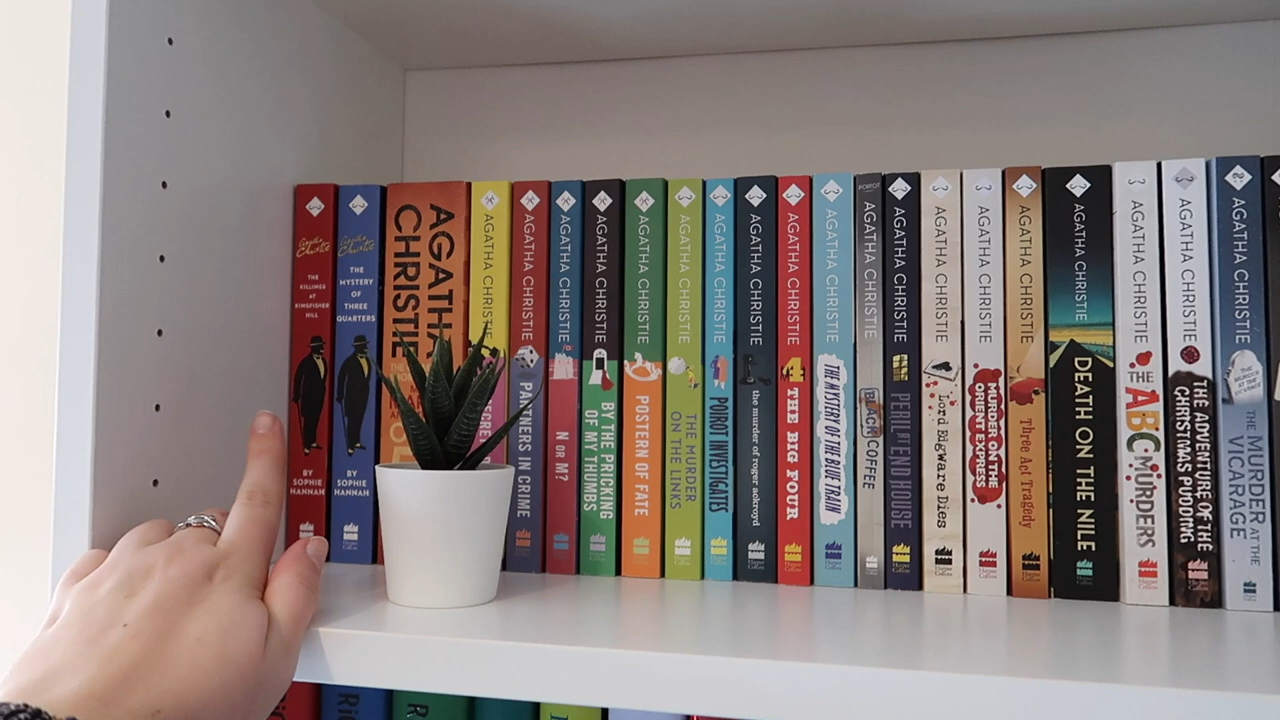 Agatha Christie
THE KILLINGS AT KINGFISHER HILL
BY SOPHIE HANNAH
Agatha Christie
THE MYSTERY OF THREE QUARTERS
BY SOPHIE HANNAH
Harper Collins
AGATHA CHRISTIE
AGATHA CHRISTIE
AGATHA CHRISTIE
PARTNERS IN CRIME
AGATHA CHRISTIE
N OR M?
AGATHA CHRISTIE
BY THE PRICKING OF MY THUMBS
AGATHA CHRISTIE
POSTERN OF FATE
AGATHA CHRISTIE
THE MURDER ON THE LINKS
AGATHA CHRISTIE
POIROT INVESTIGATES
AGATHA CHRISTIE
the murder of roger ackroyd
AGATHA CHRISTIE
THE BIG FOUR
AGATHA CHRISTIE
THE MYSTERY OF THE BLUE TRAIN
POIROT
AGATHA CHRISTIE
BLACK COFFEE
AGATHA CHRISTIE
PERIL AT END HOUSE
AGATHA CHRISTIE
Lord Edgware Dies
AGATHA CHRISTIE
MURDER ON THE ORIENT EXPRESS
AGATHA CHRISTIE
Three Act Tragedy
AGATHA CHRISTIE
DEATH ON THE NILE
AGATHA CHRISTIE
THE ABC MURDERS
AGATHA CHRISTIE
THE ADVENTURE OF THE CHRISTMAS PUDDING
AGATHA CHRISTIE
THE MURDER AT THE VICARAGE